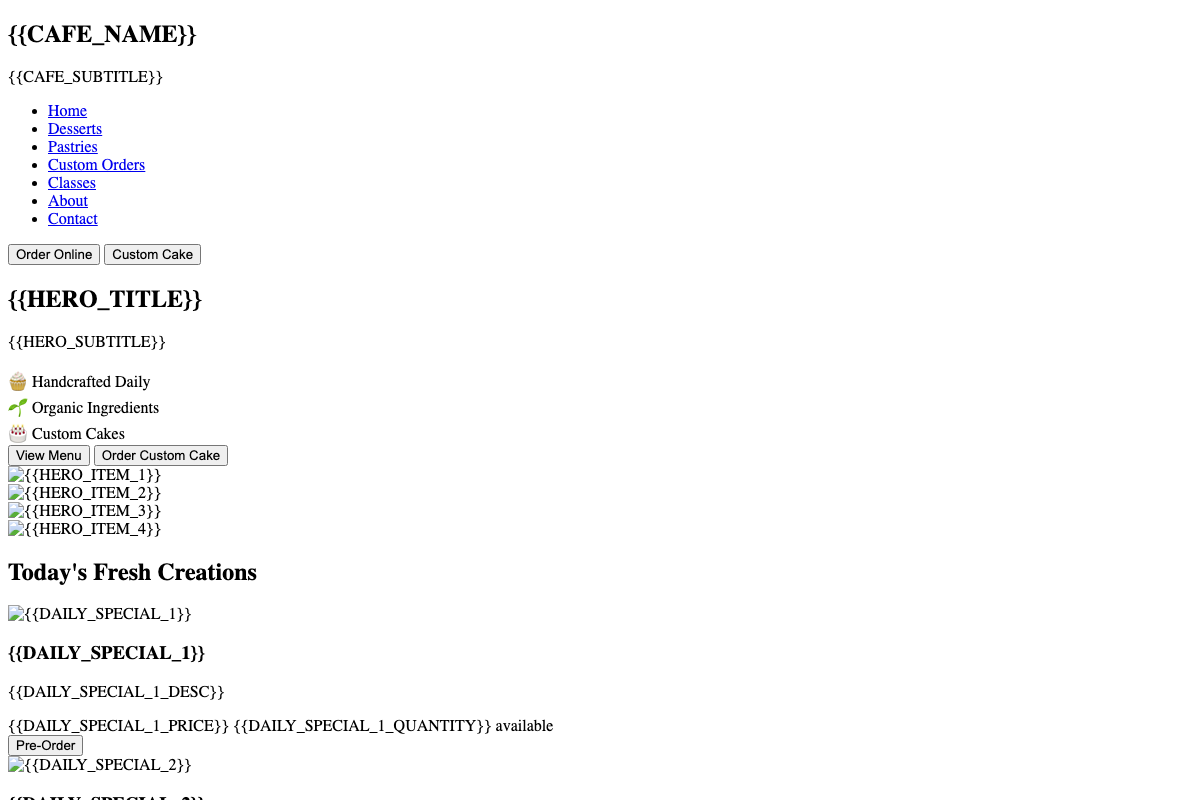 {{CAFE_NAME}}
{{CAFE_SUBTITLE}}
Home
Desserts
Pastries
Custom Orders
Classes
About
Contact
Order Online Custom Cake
{{HERO_TITLE}}
{{HERO_SUBTITLE}}
🧁 Handcrafted Daily
🌱 Organic Ingredients
🎂 Custom Cakes
View Menu Order Custom Cake
{{HERO_ITEM_1}}
{{HERO_ITEM_2}}
{{HERO_ITEM_3}}
{{HERO_ITEM_4}}
Today's Fresh Creations
{{DAILY_SPECIAL_1}}
{{DAILY_SPECIAL_1}}
{{DAILY_SPECIAL_1_DESC}}
{{DAILY_SPECIAL_1_PRICE}} {{DAILY_SPECIAL_1_QUANTITY}} available
Pre-Order
{{DAILY_SPECIAL_2}}
{{DAILY_SPECIAL_2}}